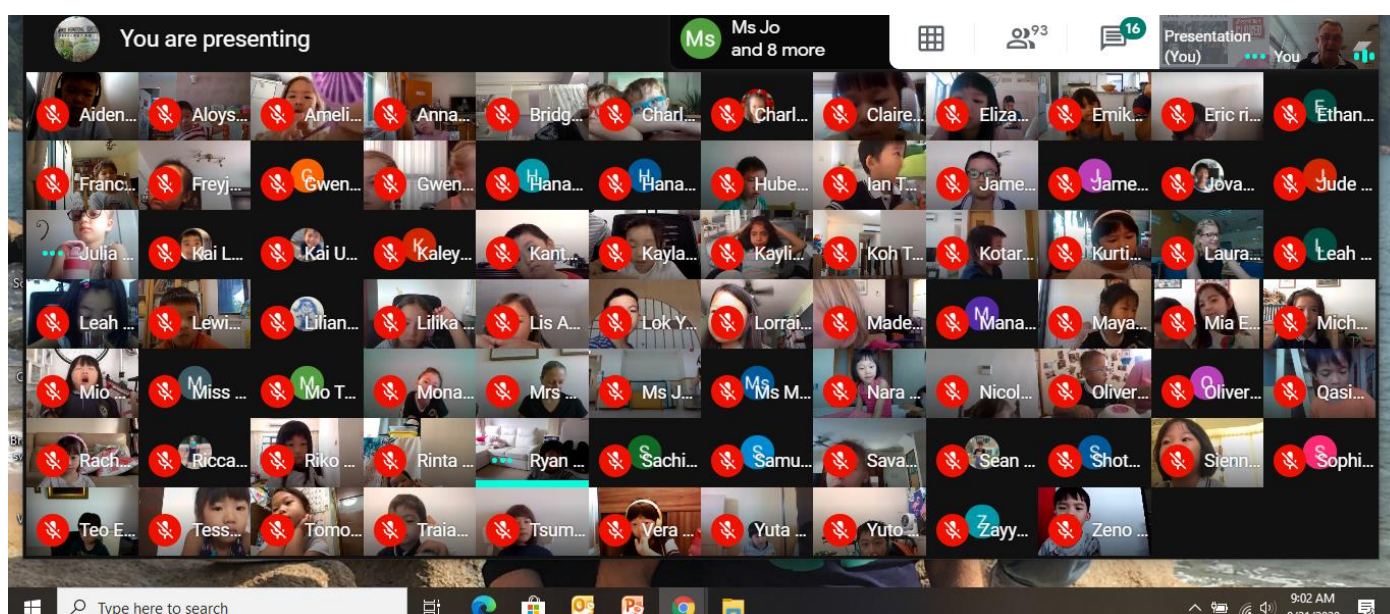 You are presenting
Ms
Ms Jo
and 8 more
93
16
Presentation
(You)
You
Aiden... Aloys... Ameli... Anna... Bridg... Charl... Charl... Claire... Eliza... Emik... Eric ri... Ethan...
Franc... Freyj... Gwen... Gwen... Hana... Hana... Hube... Ian T... Jame... Jame... Jova... Jude ...
Julia ... Kai L... Kai U... Kaley... Kant... Kayla... Kayli... Koh T... Kotar... Kurti... Laura... Leah ...
Leah ... Lewi... Lilian... Lilika ... Lis A... Lok Y... Lorrai... Made... Mana... Maya... Mia E... Mich...
Mio ... Miss ... Mo T... Mona... Mrs ... Ms J... Ms M... Nara ... Nicol... Oliver... Oliver... Qasi...
Rach... Ricca... Riko ... Rinta ... Ryan ... Sachi... Samu... Sava... Sean ... Shot... Sienn... Sophi...
Teo E... Tess... Tomo... Traia... Tsum... Vera ... Yuta ... Yuto ... Zayy... Zeno ...
Type here to search
9:02 AM